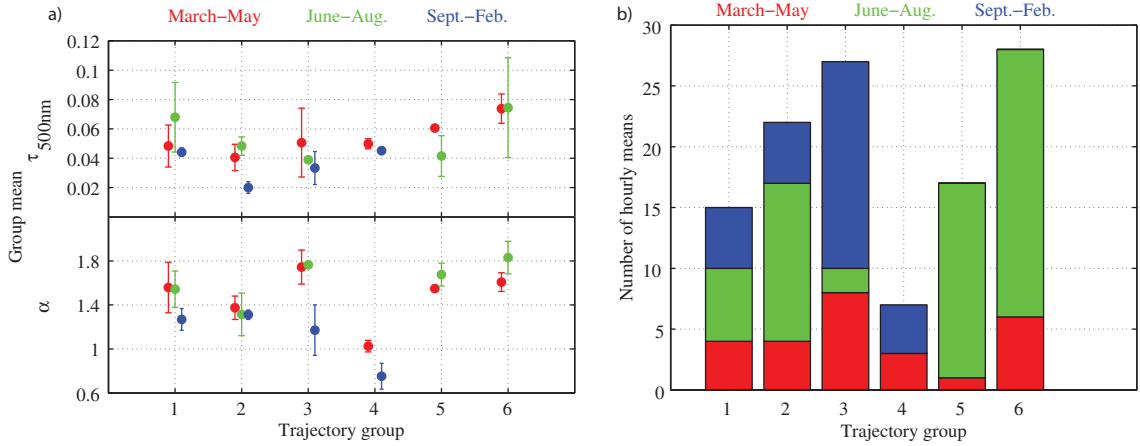 a) March–May June–Aug. Sept.–Feb.
0.12
0.1
0.08
0.06
0.04
0.02
Group mean τ500nm
1.8
1.4
1
0.6
α
1 2 3 4 5 6
Trajectory group
b) March–May June–Aug. Sept.–Feb.
30
25
20
15
10
5
0
Number of hourly means
1 2 3 4 5 6
Trajectory group